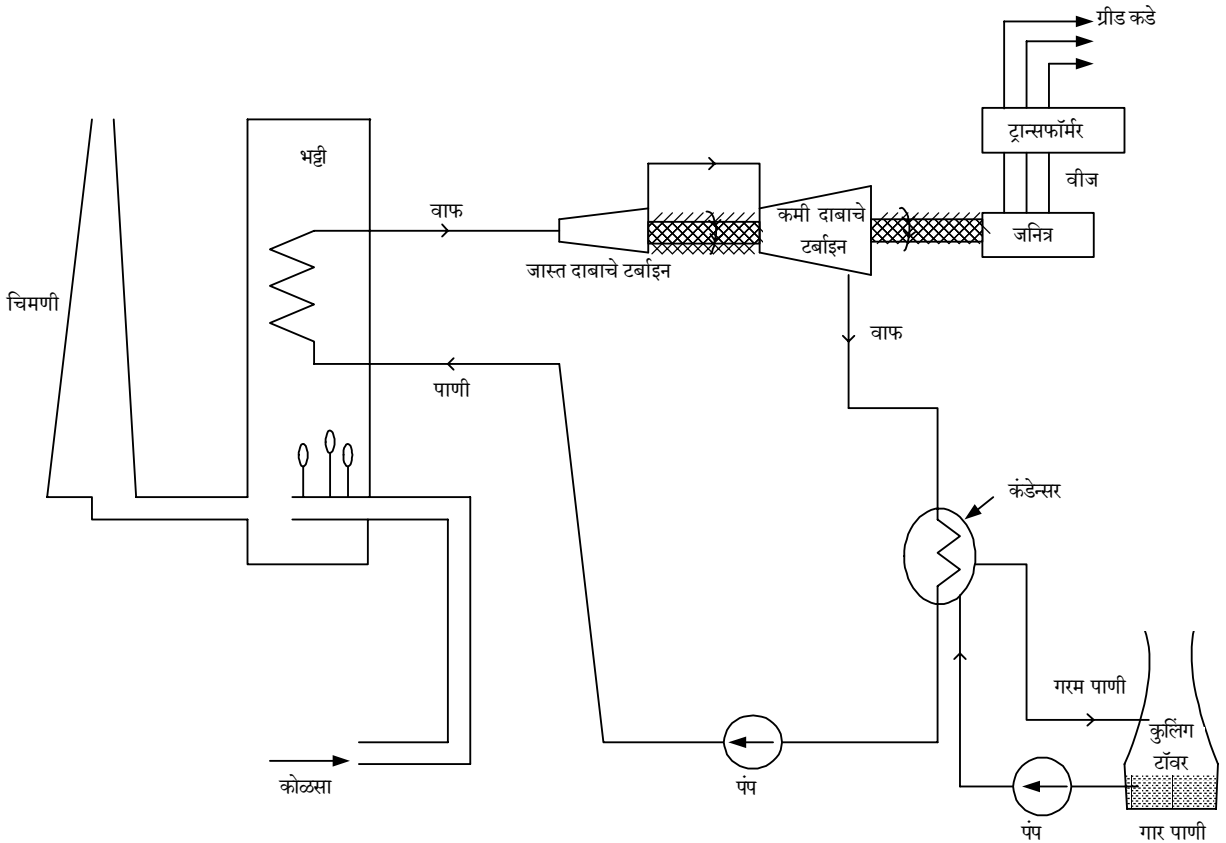 ग्रीड कडे
ट्रान्सफॉर्मर
भट्टी
वीज
वाफ
कमी दाबाचे
टर्बाइन
जनित्र
जास्त दाबाचे टर्बाइन
चिमणी
वाफ
पाणी
कंडेन्सर
गरम पाणी
कुलिंग
टॉवर
कोळसा
पंप
पंप
गार पाणी